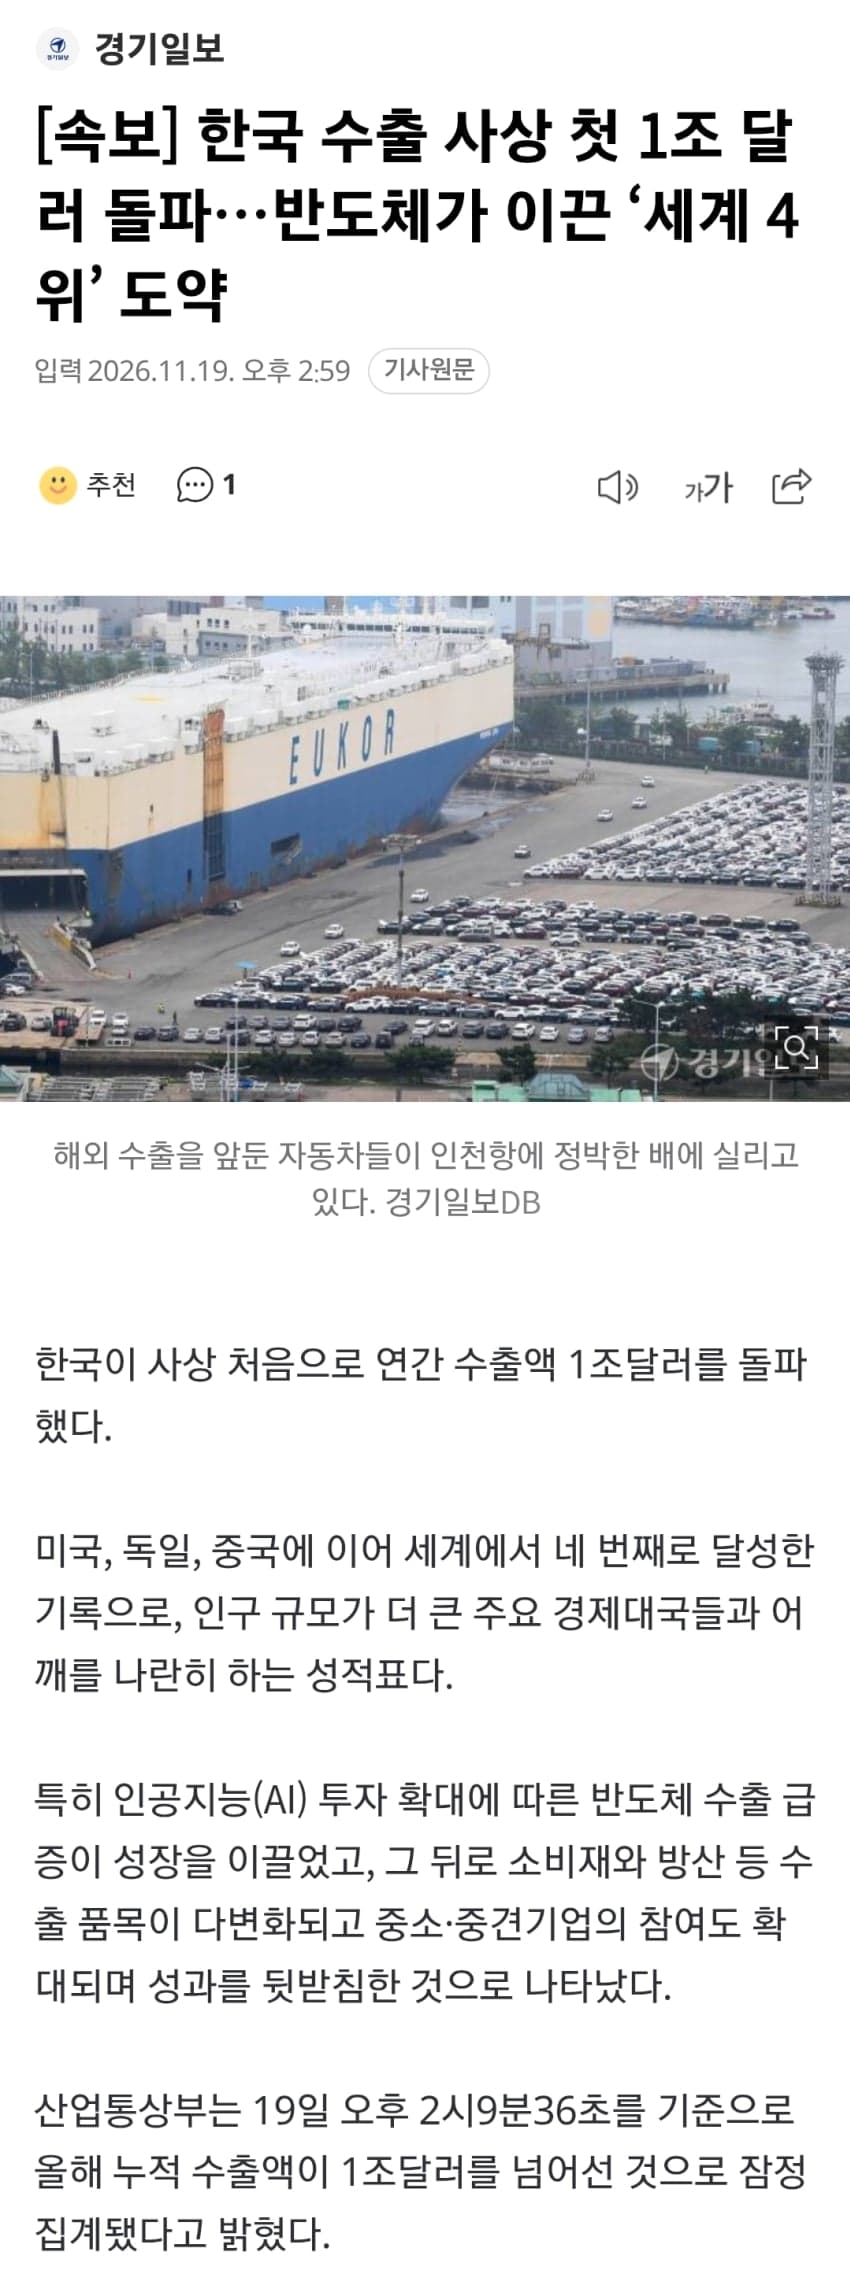 경기일보
경기일보
[속보] 한국 수출 사상 첫 1조 달
러 돌파…반도체가 이끈 ‘세계 4
위’ 도약
입력 2026.11.19. 오후 2:59 기사원문
추천 1 가가
EUKOR
경기일
해외 수출을 앞둔 자동차들이 인천항에 정박한 배에 실리고
있다. 경기일보DB
한국이 사상 처음으로 연간 수출액 1조달러를 돌파
했다.
미국, 독일, 중국에 이어 세계에서 네 번째로 달성한
기록으로, 인구 규모가 더 큰 주요 경제대국들과 어
깨를 나란히 하는 성적표다.
특히 인공지능(AI) 투자 확대에 따른 반도체 수출 급
증이 성장을 이끌었고, 그 뒤로 소비재와 방산 등 수
출 품목이 다변화되고 중소·중견기업의 참여도 확
대되며 성과를 뒷받침한 것으로 나타났다.
산업통상부는 19일 오후 2시9분36초를 기준으로
올해 누적 수출액이 1조달러를 넘어선 것으로 잠정
집계됐다고 밝혔다.